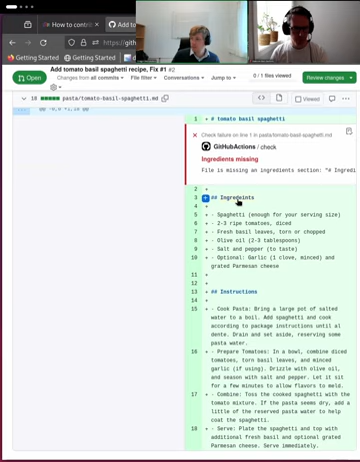 How to contr
Add to
https://gith
Getting Started
Getting Started
Add tomato basil spaghetti recipe, Fix #1 #2
Open
Changes from all commits
File filter
Conversations
Jump to
0 / 1 files viewed
Review changes
18 pasta/tomato-basil-spaghetti.md
Viewed
@@ -0,0 +1,18 @@
1 + # tomato basil spaghetti
Check failure on line 1 in pasta/tomato-basil-spaghetti.md
GitHubActions / check
Ingredients missing
File is missing an ingredients section: "# Ingredi
2 +
3 + ## Ingredeints
4 +
5 + - Spaghetti (enough for your serving size)
6 + - 2-3 ripe tomatoes, diced
7 + - Fresh basil leaves, torn or chopped
8 + - Olive oil (2-3 tablespoons)
9 + - Salt and pepper (to taste)
10 + - Optional: Garlic (1 clove, minced) and
grated Parmesan cheese
11 +
12 +
13 + ## Instructions
14 +
15 + - Cook Pasta: Bring a large pot of salted
water to a boil. Add spaghetti and cook
according to package instructions until al
dente. Drain and set aside, reserving some
pasta water.
16 + - Prepare Tomatoes: In a bowl, combine diced
tomatoes, torn basil leaves, and minced
garlic (if using). Drizzle with olive oil,
and season with salt and pepper. Let it sit
for a few minutes to allow flavors to meld.
17 + - Combine: Toss the cooked spaghetti with the
tomato mixture. If the pasta seems dry, add a
little of the reserved pasta water to help
coat the spaghetti.
18 + - Serve: Plate the spaghetti and top with
additional fresh basil and optional grated
Parmesan cheese. Serve immediately.